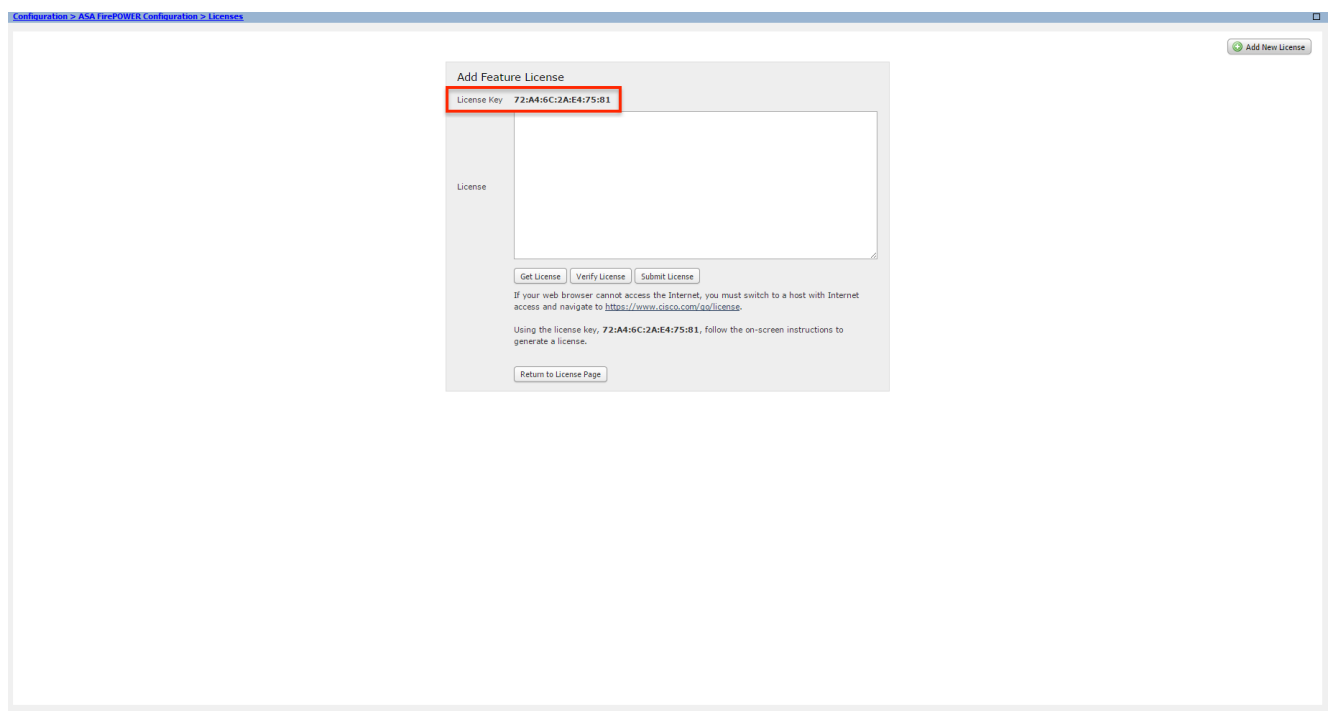 Configuration > ASA FirePOWER Configuration > Licenses
Add New License
Add Feature License
License Key 72:A4:6C:2A:E4:75:81
License
Get License Verify License Submit License
If your web browser cannot access the Internet, you must switch to a host with Internet
access and navigate to https://www.cisco.com/go/license.
Using the license key, 72:A4:6C:2A:E4:75:81, follow the on-screen instructions to
generate a license.
Return to License Page